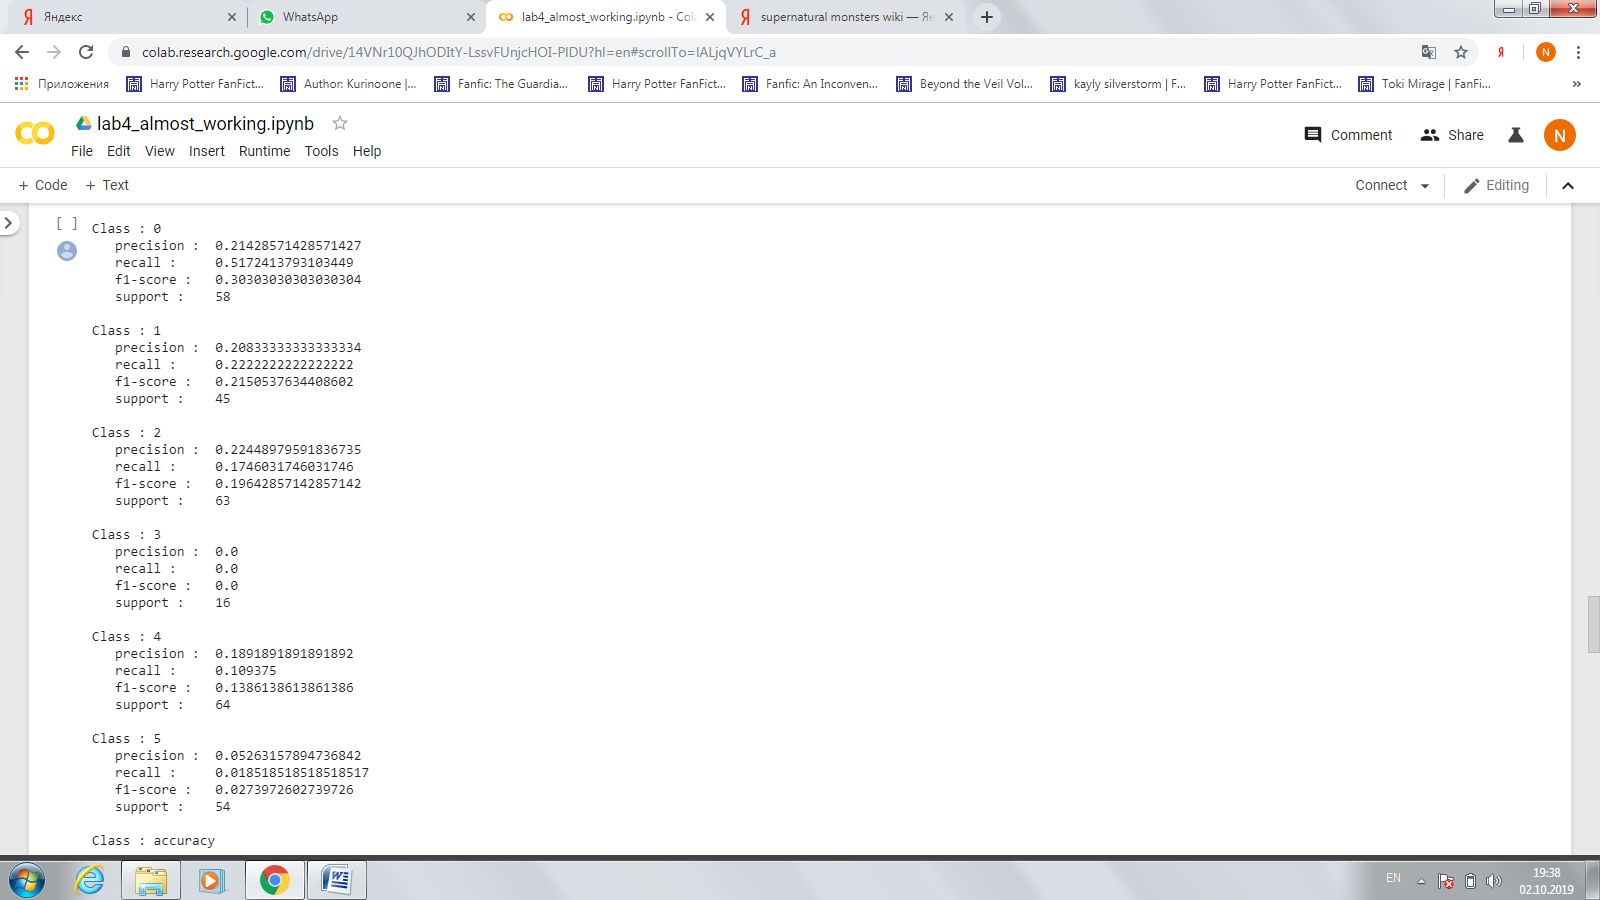 Яндекс
WhatsApp
lab4_almost_working.ipynb - Cola
supernatural monsters wiki — Ян
colab.research.google.com/drive/14VNr10QJhODItY-LssvFUnjcHOI-PIDU?hl=en#scrollTo=IALjqVYLrC_a
Приложения
Harry Potter FanFict...
Author: Kurinoone |...
Fanfic: The Guardia...
Harry Potter FanFict...
Fanfic: An Inconven...
Beyond the Veil Vol...
kayly silverstorm | F...
Harry Potter FanFict...
Toki Mirage | FanFi...
»
lab4_almost_working.ipynb
File Edit View Insert Runtime Tools Help
Comment
Share
N
+ Code + Text
Connect
Editing
[ ]
Class : 0
precision : 0.21428571428571427
recall : 0.5172413793103449
f1-score : 0.30303030303030304
support : 58
Class : 1
precision : 0.20833333333333334
recall : 0.2222222222222222
f1-score : 0.2150537634408602
support : 45
Class : 2
precision : 0.22448979591836735
recall : 0.1746031746031746
f1-score : 0.19642857142857142
support : 63
Class : 3
precision : 0.0
recall : 0.0
f1-score : 0.0
support : 16
Class : 4
precision : 0.1891891891891892
recall : 0.109375
f1-score : 0.1386138613861386
support : 64
Class : 5
precision : 0.05263157894736842
recall : 0.018518518518518517
f1-score : 0.0273972602739726
support : 54
Class : accuracy
EN
19:38
02.10.2019